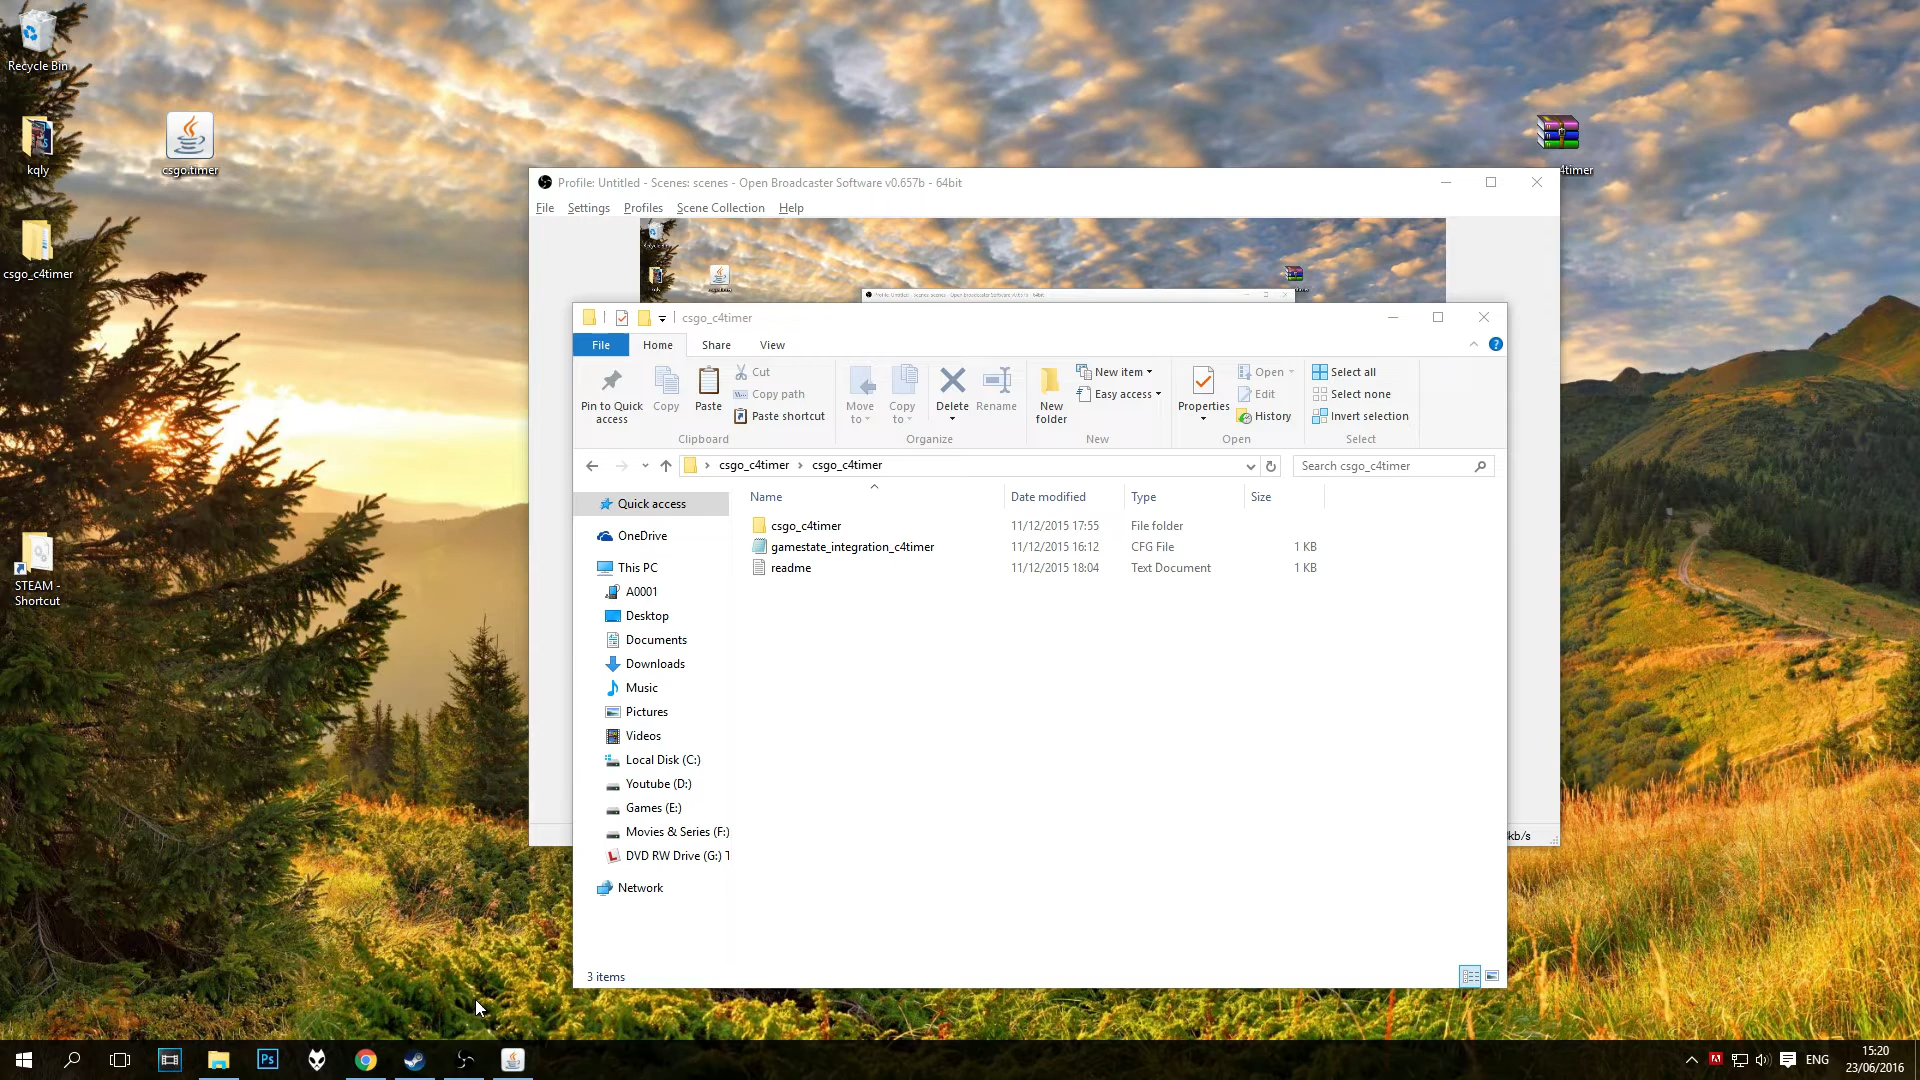 Recycle Bin
kqly
csgo.timer
csgo_c4timer
STEAM -
Shortcut
4timer
Profile: Untitled - Scenes: scenes - Open Broadcaster Software v0.657b - 64bit
File Settings Profiles Scene Collection Help
csgo_c4timer
File Home Share View
Pin to Quick
access
Copy
Paste
Cut
Copy path
Paste shortcut
Clipboard
Move
to
Copy
to
Delete
Rename
Organize
New
folder
New item
Easy access
New
Properties
Open
Edit
History
Open
Select all
Select none
Invert selection
Select
csgo_c4timer > csgo_c4timer
Search csgo_c4timer
Name Date modified Type Size
csgo_c4timer 11/12/2015 17:55 File folder
gamestate_integration_c4timer 11/12/2015 16:12 CFG File 1 KB
readme 11/12/2015 18:04 Text Document 1 KB
Quick access
OneDrive
This PC
A0001
Desktop
Documents
Downloads
Music
Pictures
Videos
Local Disk (C:)
Youtube (D:)
Games (E:)
Movies & Series (F:)
DVD RW Drive (G:) T
Network
3 items
kb/s
ENG
15:20
23/06/2016